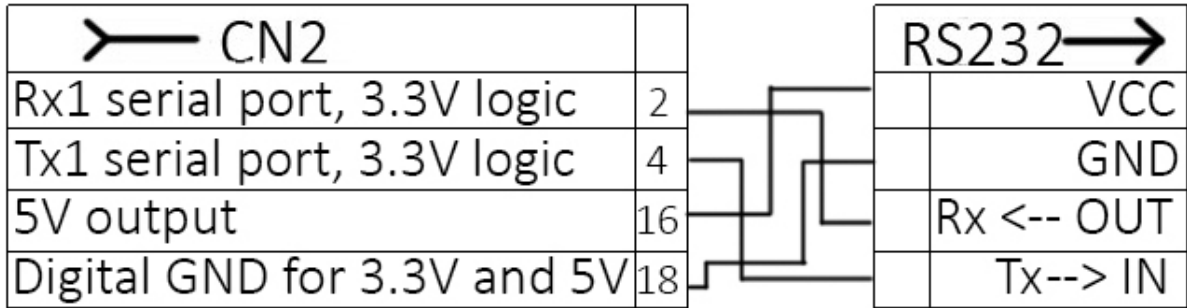 CN2
Rx1 serial port, 3.3V logic 2
Tx1 serial port, 3.3V logic 4
5V output 16
Digital GND for 3.3V and 5V 18
RS232
VCC
GND
Rx <-- OUT
Tx--> IN